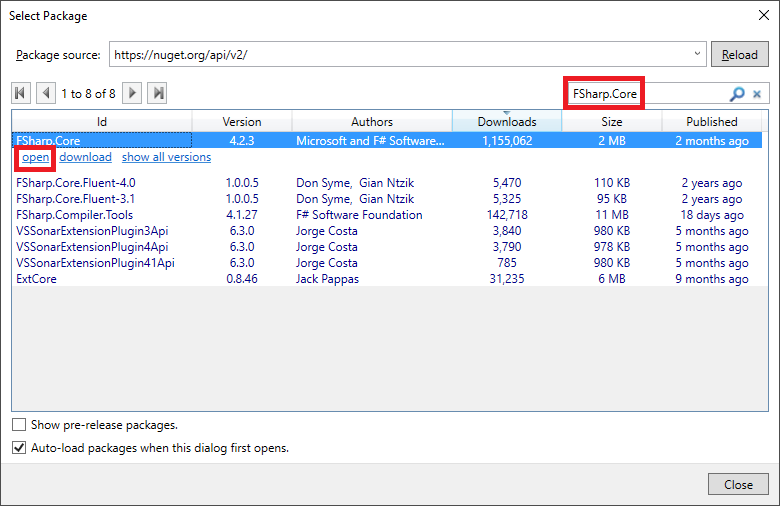 Select Package
Package source: https://nuget.org/api/v2/ Reload
1 to 8 of 8 FSharp.Core
Id Version Authors Downloads Size Published
FSharp.Core 4.2.3 Microsoft and F# Software... 1,155,062 2 MB 2 months ago
open download show all versions
FSharp.Core.Fluent-4.0 1.0.0.5 Don Syme, Gian Ntzik 5,470 110 KB 2 years ago
FSharp.Core.Fluent-3.1 1.0.0.5 Don Syme, Gian Ntzik 5,325 95 KB 2 years ago
FSharp.Compiler.Tools 4.1.27 F# Software Foundation 142,718 11 MB 18 days ago
VSSonarExtensionPlugin3Api 6.3.0 Jorge Costa 3,840 980 KB 5 months ago
VSSonarExtensionPlugin4Api 6.3.0 Jorge Costa 3,790 978 KB 5 months ago
VSSonarExtensionPlugin41Api 6.3.0 Jorge Costa 785 980 KB 5 months ago
ExtCore 0.8.46 Jack Pappas 31,235 6 MB 9 months ago
Show pre-release packages.
Auto-load packages when this dialog first opens.
Close